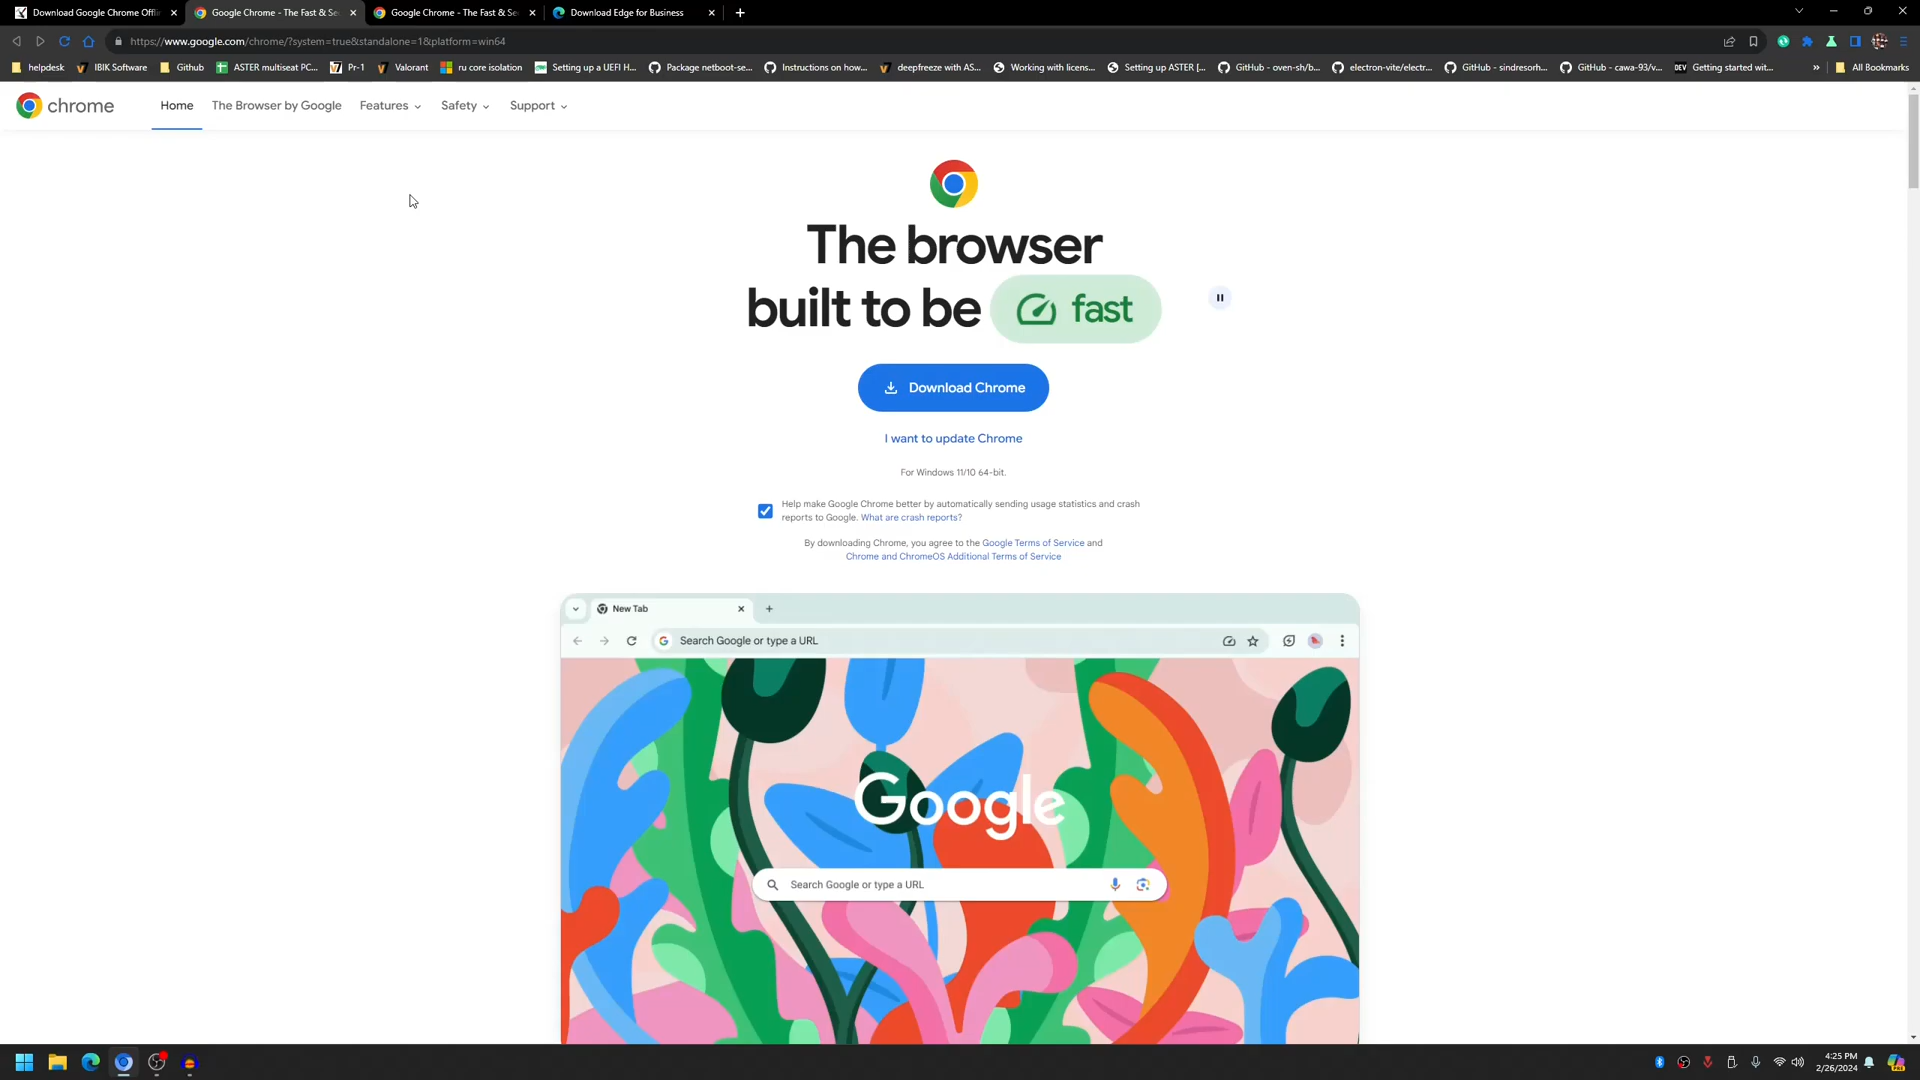 Download Google Chrome Offli
Google Chrome - The Fast & Se
Google Chrome - The Fast & Se
Download Edge for Business
https://www.google.com/chrome/?system=true&standalone=1&platform=win64
helpdesk
IBIK Software
Github
ASTER multiseat PC...
Pr-1
Valorant
ru core isolation
Setting up a UEFI H...
Package netboot-se...
Instructions on how...
deepfreeze with AS...
Working with licens...
Setting up ASTER [...
GitHub - oven-sh/b...
electron-vite/electr...
GitHub - sindresorh...
GitHub - cawa-93/v...
DEV
Getting started wit...
»
All Bookmarks
chrome
Home
The Browser by Google
Features
Safety
Support
The browser
built to be fast
Download Chrome
I want to update Chrome
For Windows 11/10 64-bit.
Help make Google Chrome better by automatically sending usage statistics and crash
reports to Google. What are crash reports?
By downloading Chrome, you agree to the Google Terms of Service and
Chrome and ChromeOS Additional Terms of Service
New Tab
Search Google or type a URL
Google
Search Google or type a URL
4:25 PM
2/26/2024